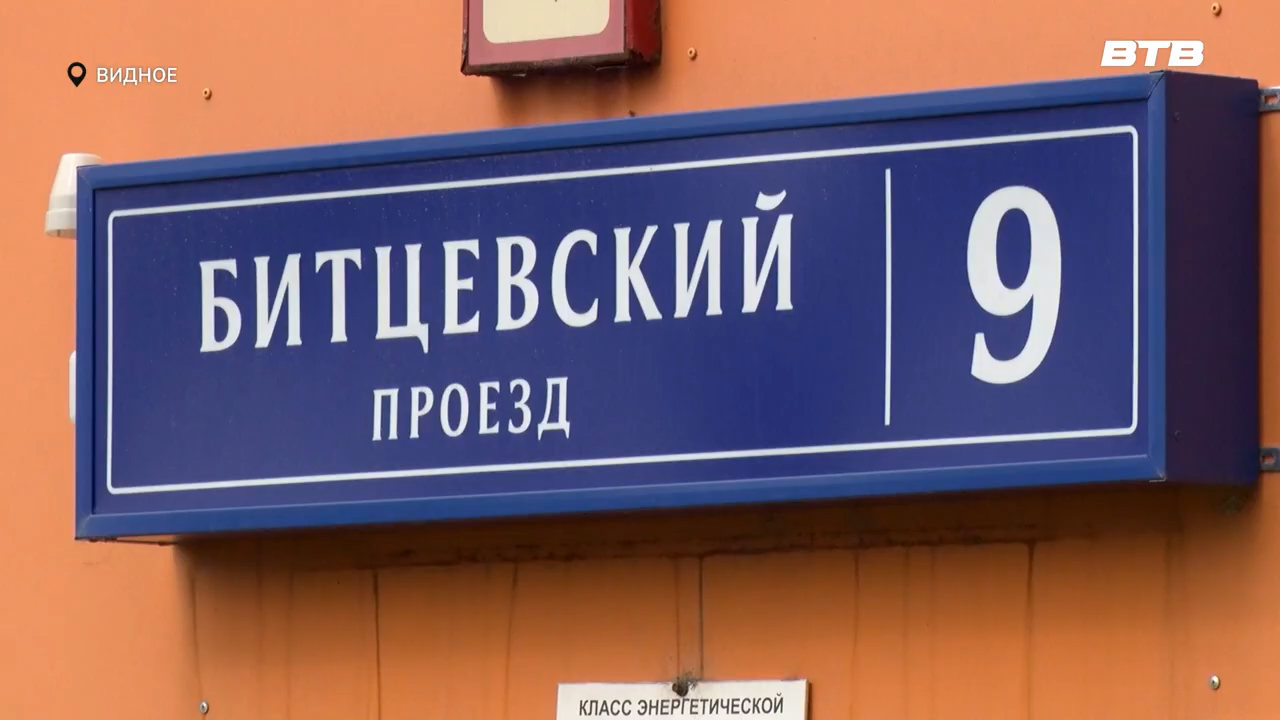 ВИДНОЕ
ВТВ
БИТЦЕВСКИЙ
ПРОЕЗД
9
КЛАСС ЭНЕРГЕТИЧЕСКОЙ